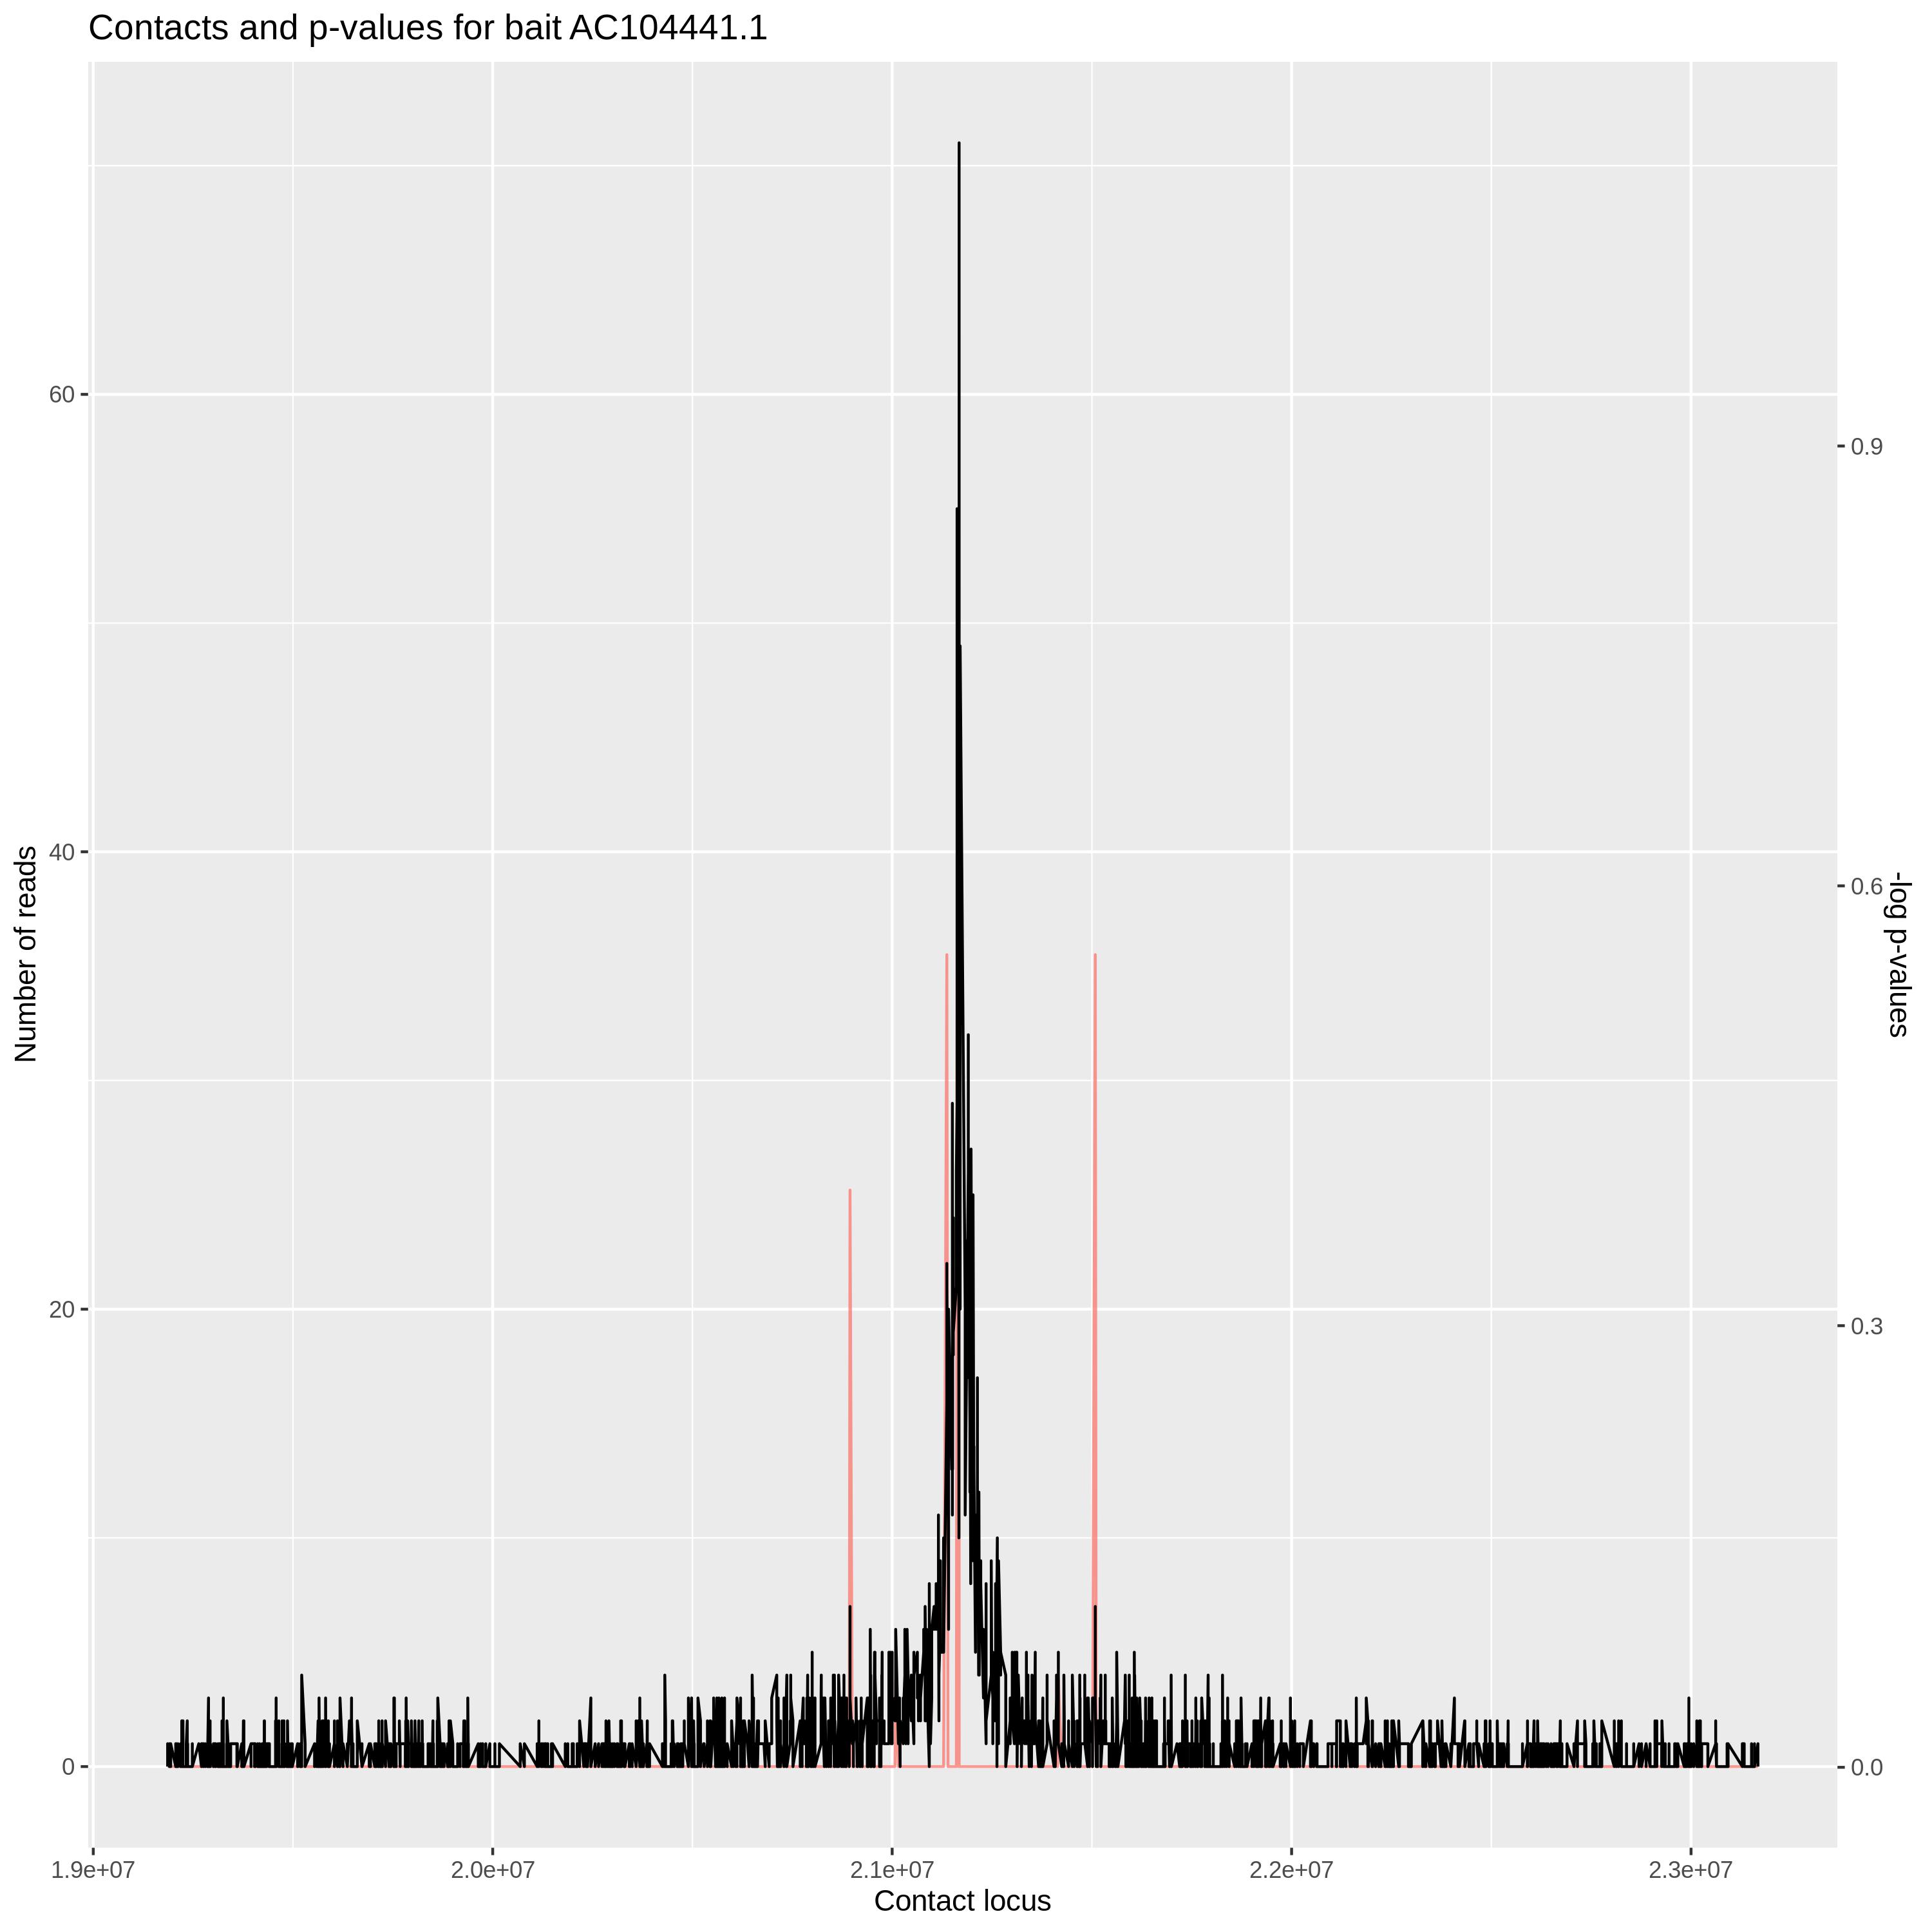 Contacts and p-values for bait AC104441.1
60
40
20
0
Number of reads
0.9
0.6
0.3
0.0
-log p-values
1.9e+07
2.0e+07
2.1e+07
2.2e+07
2.3e+07
Contact locus